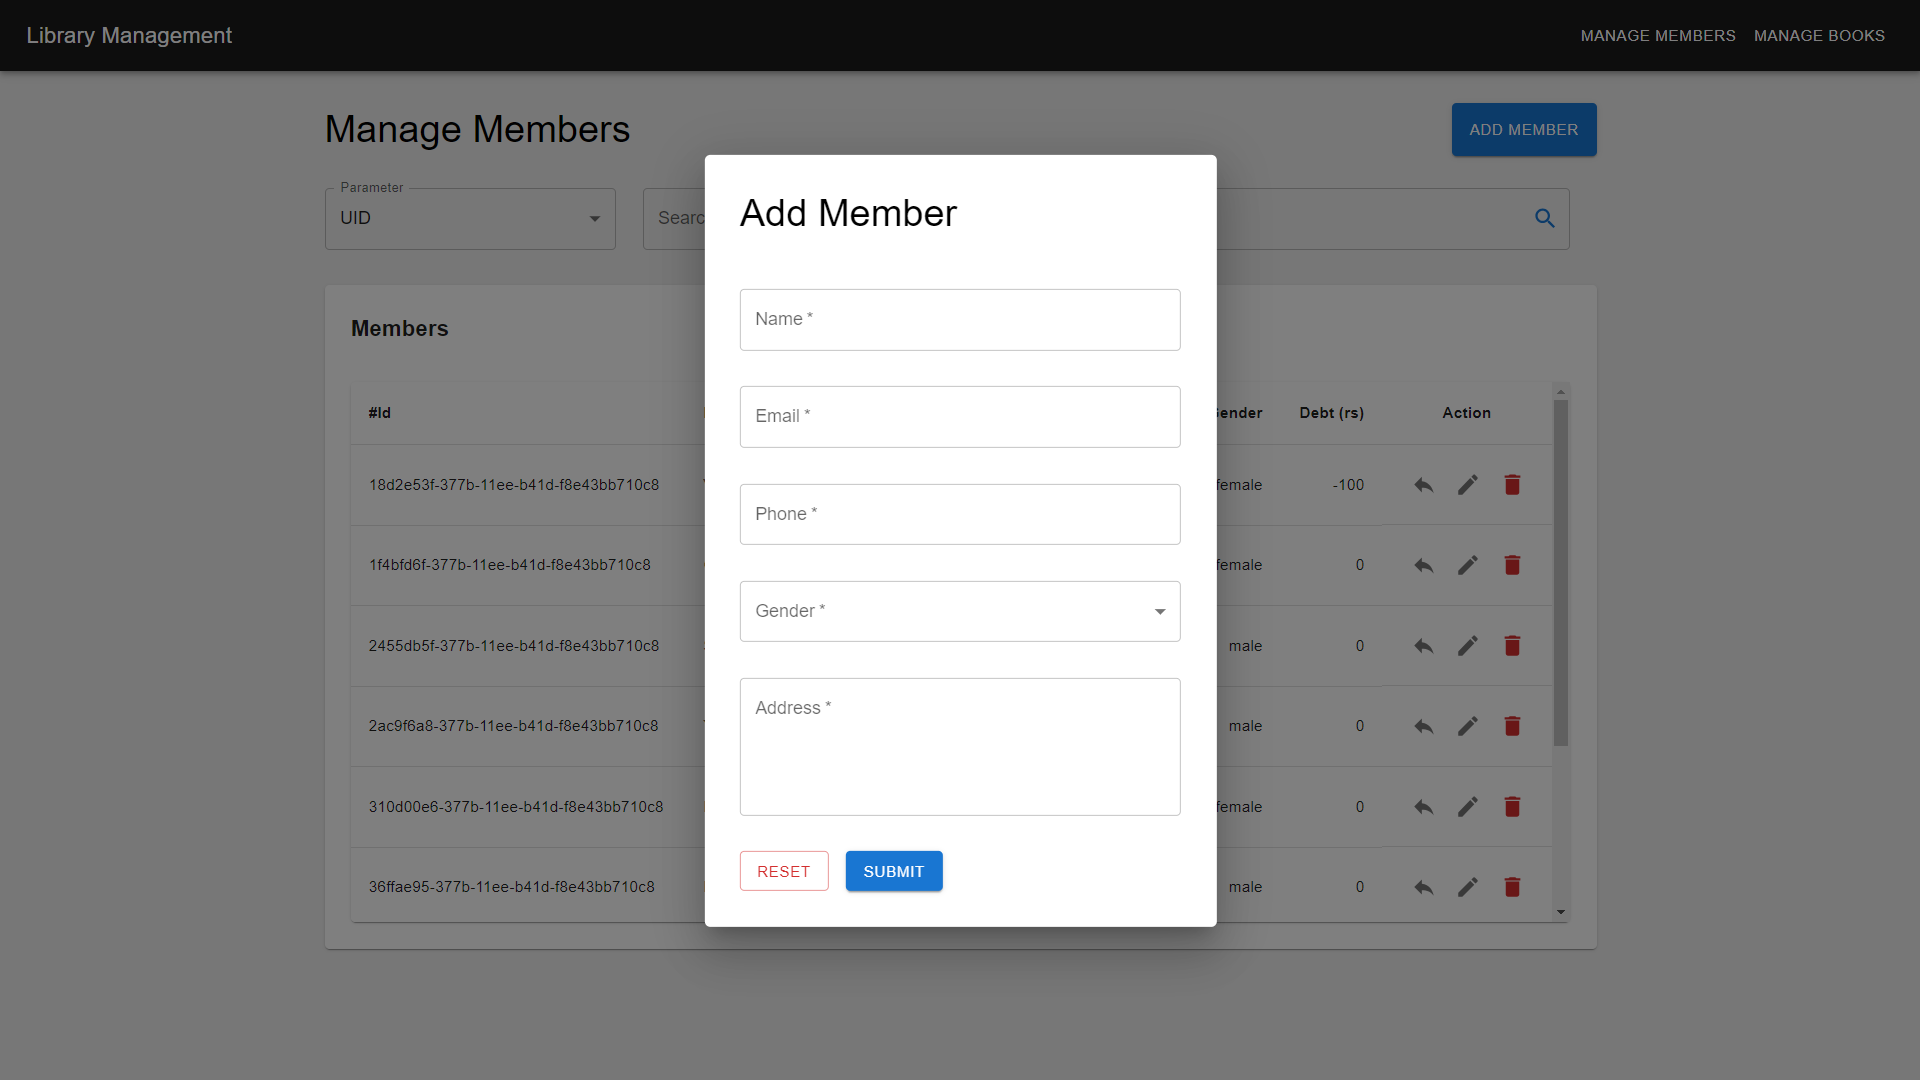 Library Management
MANAGE MEMBERS
MANAGE BOOKS
Manage Members
ADD MEMBER
Parameter
UID
Members
#Id
Debt (rs)
Action
18d2e53f-377b-11ee-b41d-f8e43bb710c8
female
-100
1f4bfd6f-377b-11ee-b41d-f8e43bb710c8
female
0
2455db5f-377b-11ee-b41d-f8e43bb710c8
male
0
2ac9f6a8-377b-11ee-b41d-f8e43bb710c8
male
0
310d00e6-377b-11ee-b41d-f8e43bb710c8
female
0
36ffae95-377b-11ee-b41d-f8e43bb710c8
male
0
Add Member
Name *
Email *
Phone *
Gender *
Address *
RESET
SUBMIT